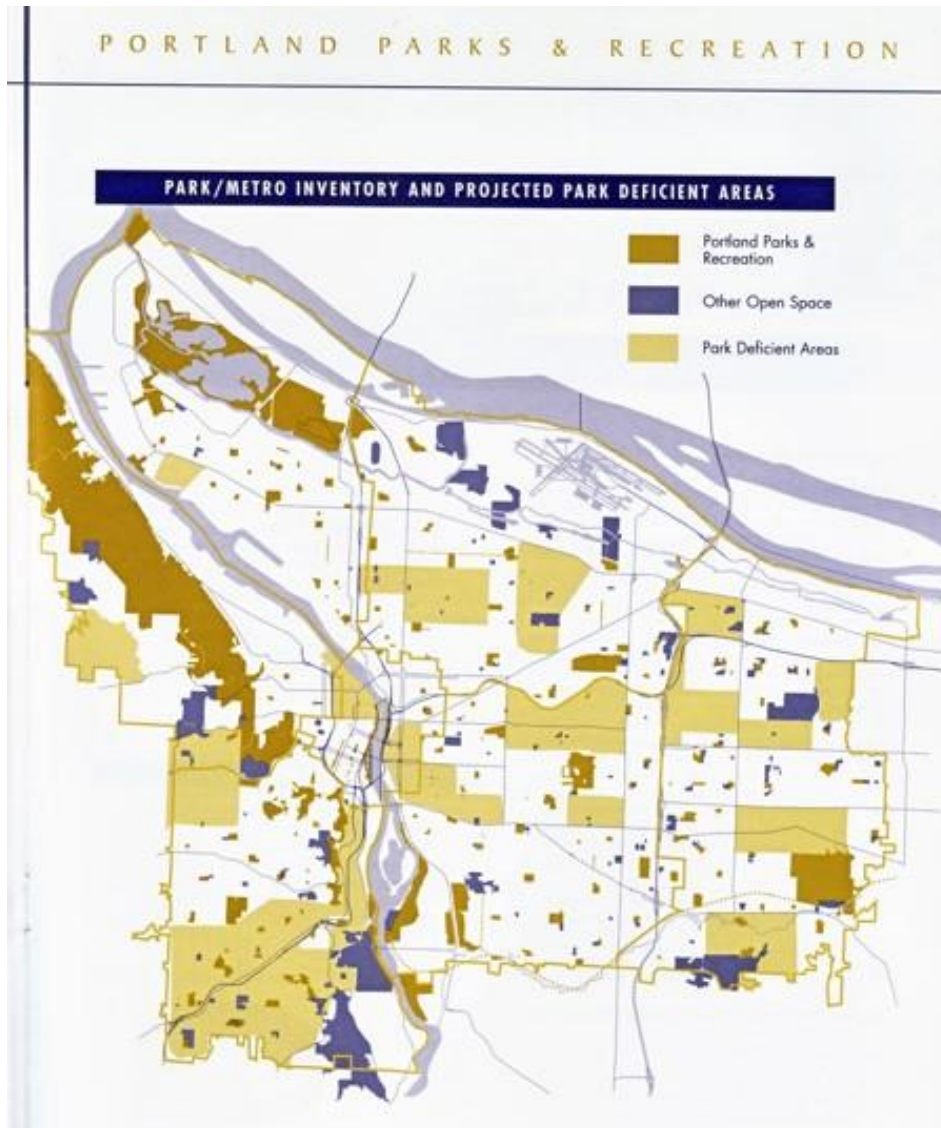 PORTLAND PARKS & RECREATION
PARK/METRO INVENTORY AND PROJECTED PARK DEFICIENT AREAS
Portland Parks &
Recreation
Other Open Space
Park Deficient Areas